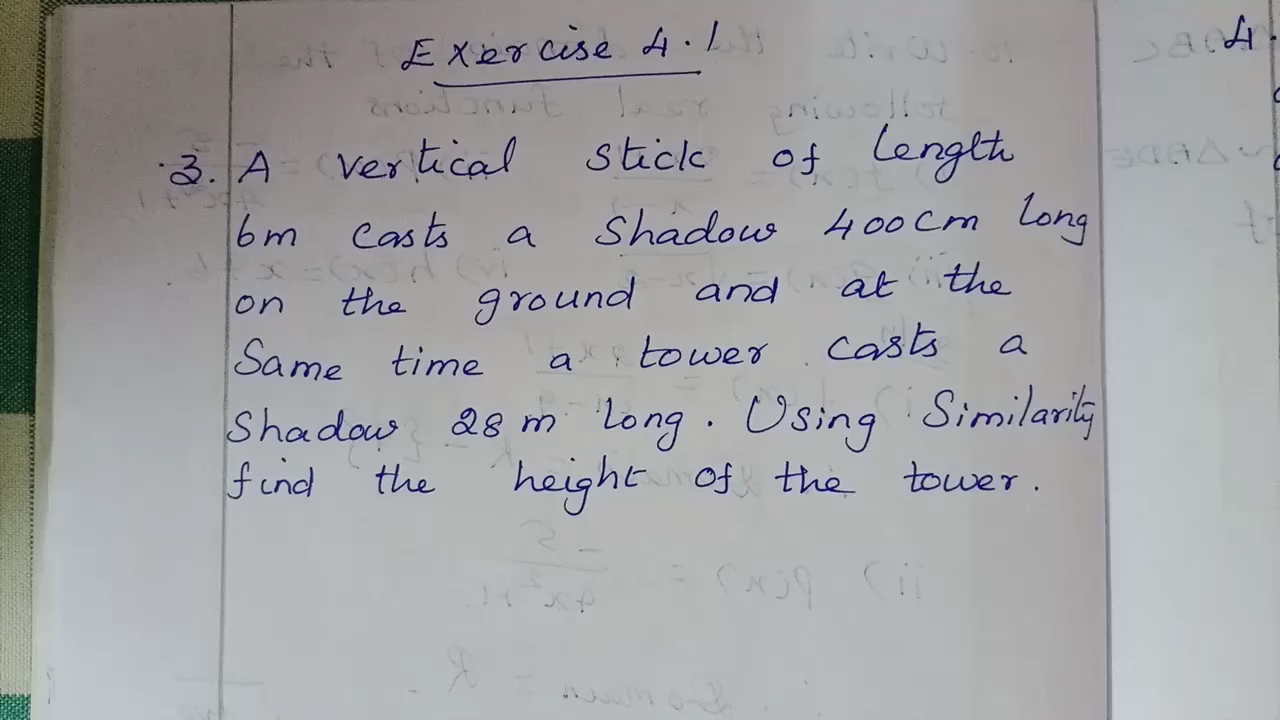 Exercise 4.1
3. A vertical stick of length
6m casts a shadow 400cm long
on the ground and at the
Same time a tower casts a
Shadow 28m long. Using Similarity
find the height of the tower.
4.